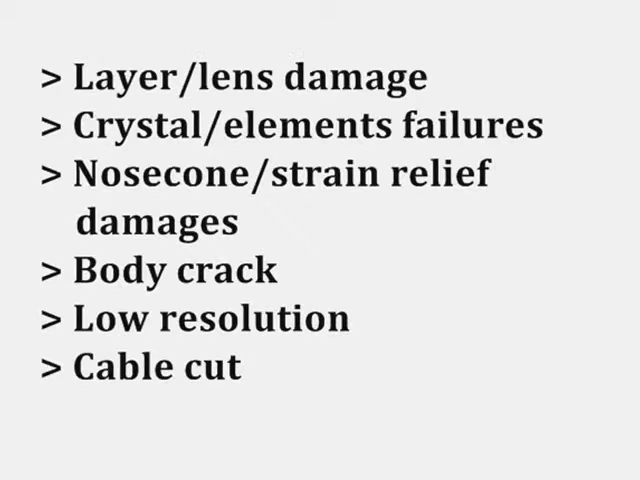 > Layer/lens damage
> Crystal/elements failures
> Nosecone/strain relief
damages
> Body crack
> Low resolution
> Cable cut